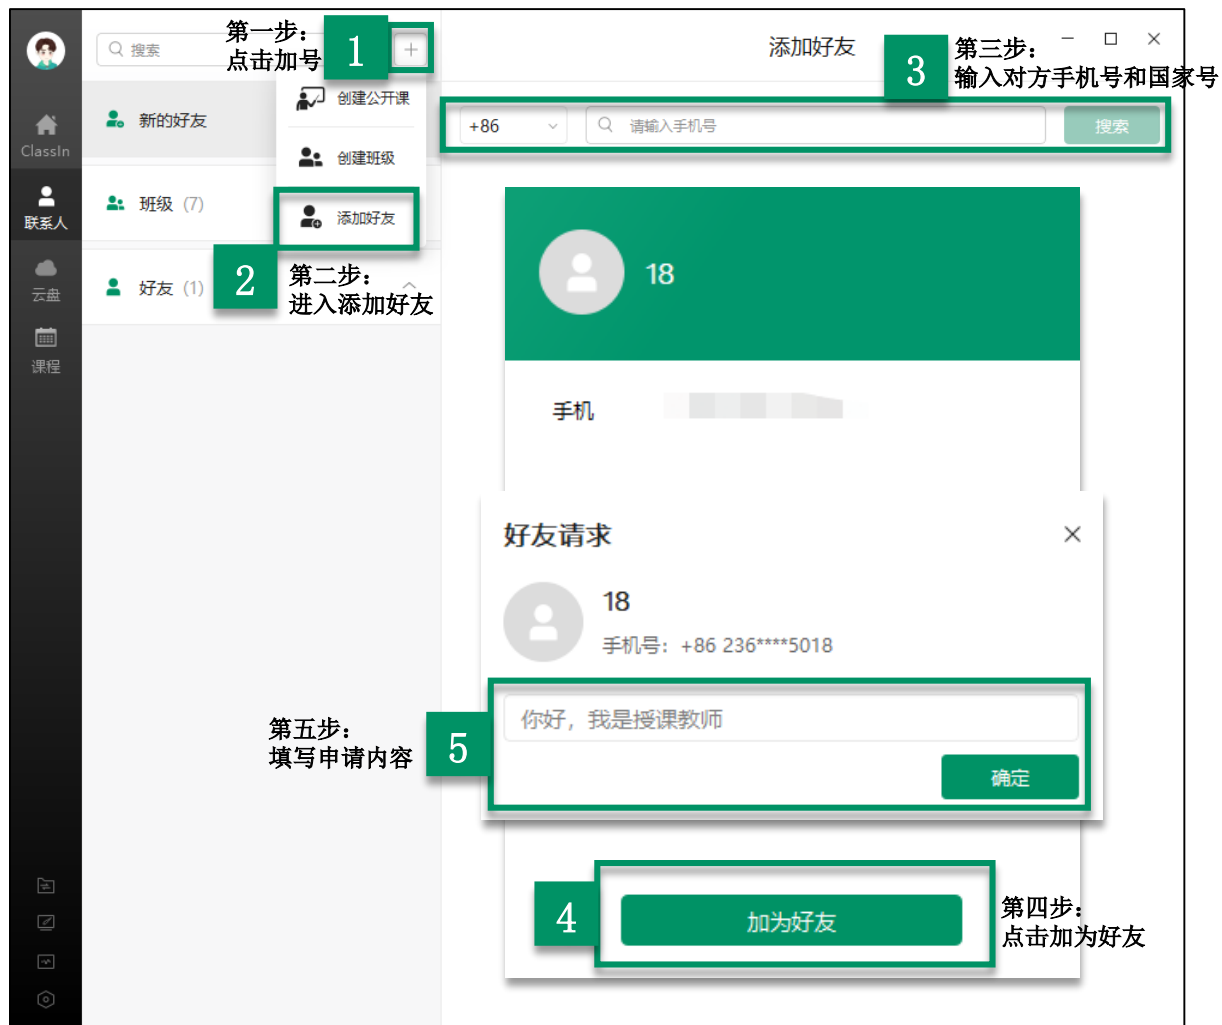 搜索
第一步：
点击加号
1
添加好友
3
第三步：
输入对方手机号和国家号
ClassIn
联系人
云盘
课程
新的好友
班级 (7)
好友 (1)
创建公开课
创建班级
添加好友
2
第二步：
进入添加好友
+86
请输入手机号
搜索
18
手机
好友请求
18
手机号：+86 236****5018
第五步：
填写申请内容
5
你好，我是授课教师
确定
4
加为好友
第四步：
点击加为好友